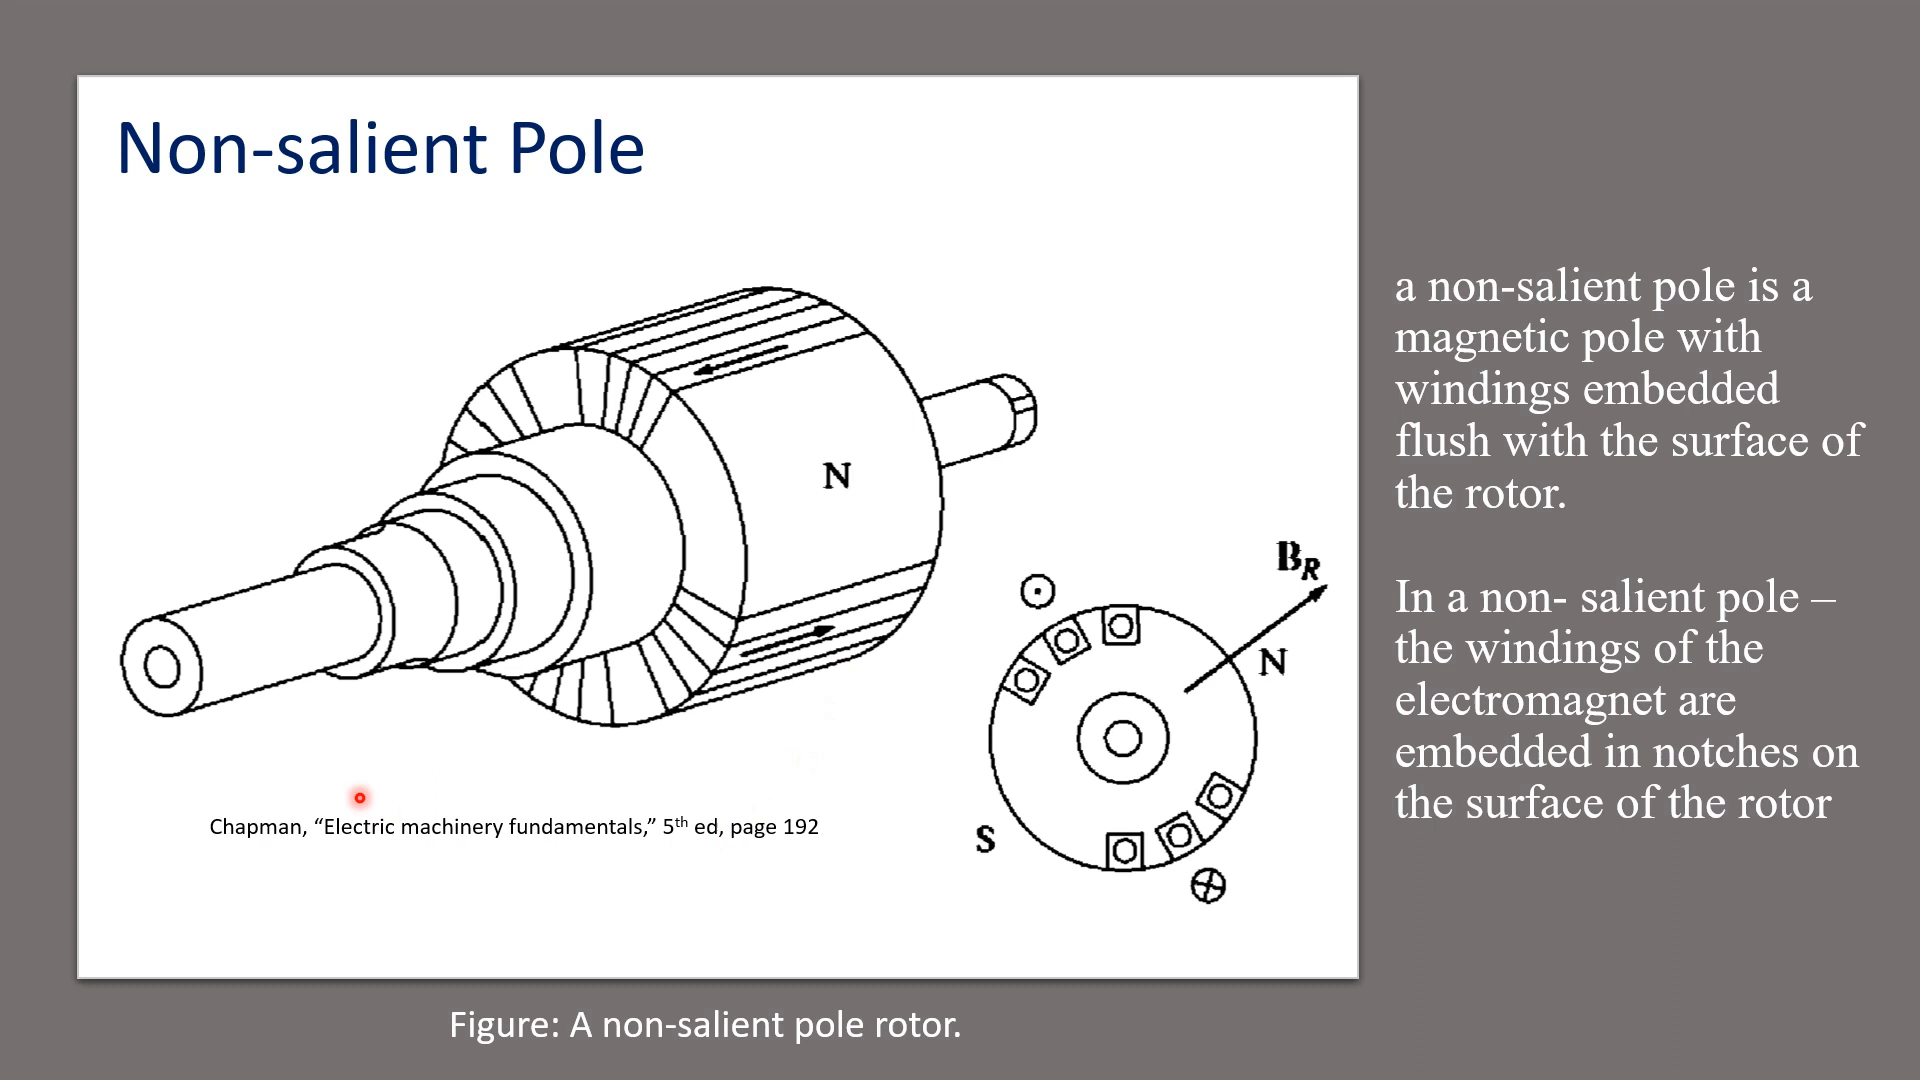 Non-salient Pole
N
B_R
N
S
Chapman, “Electric machinery fundamentals,” 5th ed, page 192
a non-salient pole is a
magnetic pole with
windings embedded
flush with the surface of
the rotor.
In a non- salient pole –
the windings of the
electromagnet are
embedded in notches on
the surface of the rotor
Figure: A non-salient pole rotor.